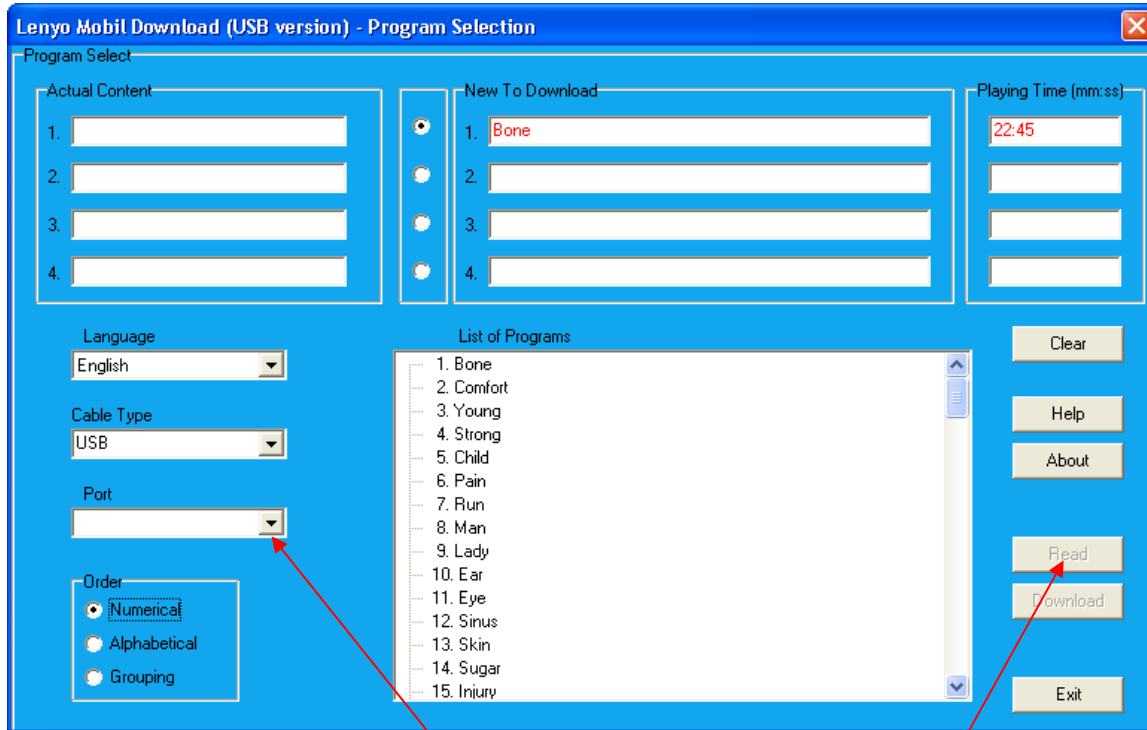 Lenyo Mobil Download (USB version) - Program Selection
Program Select
Actual Content
New To Download
Playing Time (mm:ss)
1.
1. Bone
22:45
2.
2.
3.
3.
4.
4.
Language
English
Cable Type
USB
Port
Order
Numerical
Alphabetical
Grouping
List of Programs
1. Bone
2. Comfort
3. Young
4. Strong
5. Child
6. Pain
7. Run
8. Man
9. Lady
10. Ear
11. Eye
12. Sinus
13. Skin
14. Sugar
15. Injury
Clear
Help
About
Read
Download
Exit